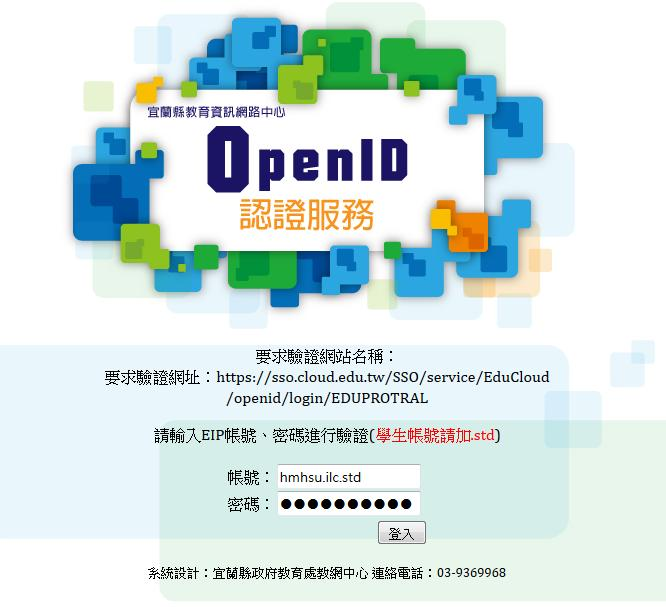 宜蘭縣教育資訊網路中心
OpenID
認證服務
要求驗證網站名稱：
要求驗證網址：https://sso.cloud.edu.tw/SSO/service/EduCloud
/openid/login/EDUPROTRAL
請輸入EIP帳號、密碼進行驗證(學生帳號請加.std)
帳號：hmhsu.ilc.std
密碼：●●●●●●●●●●
登入
系統設計：宜蘭縣政府教育處教網中心 連絡電話：03-9369968